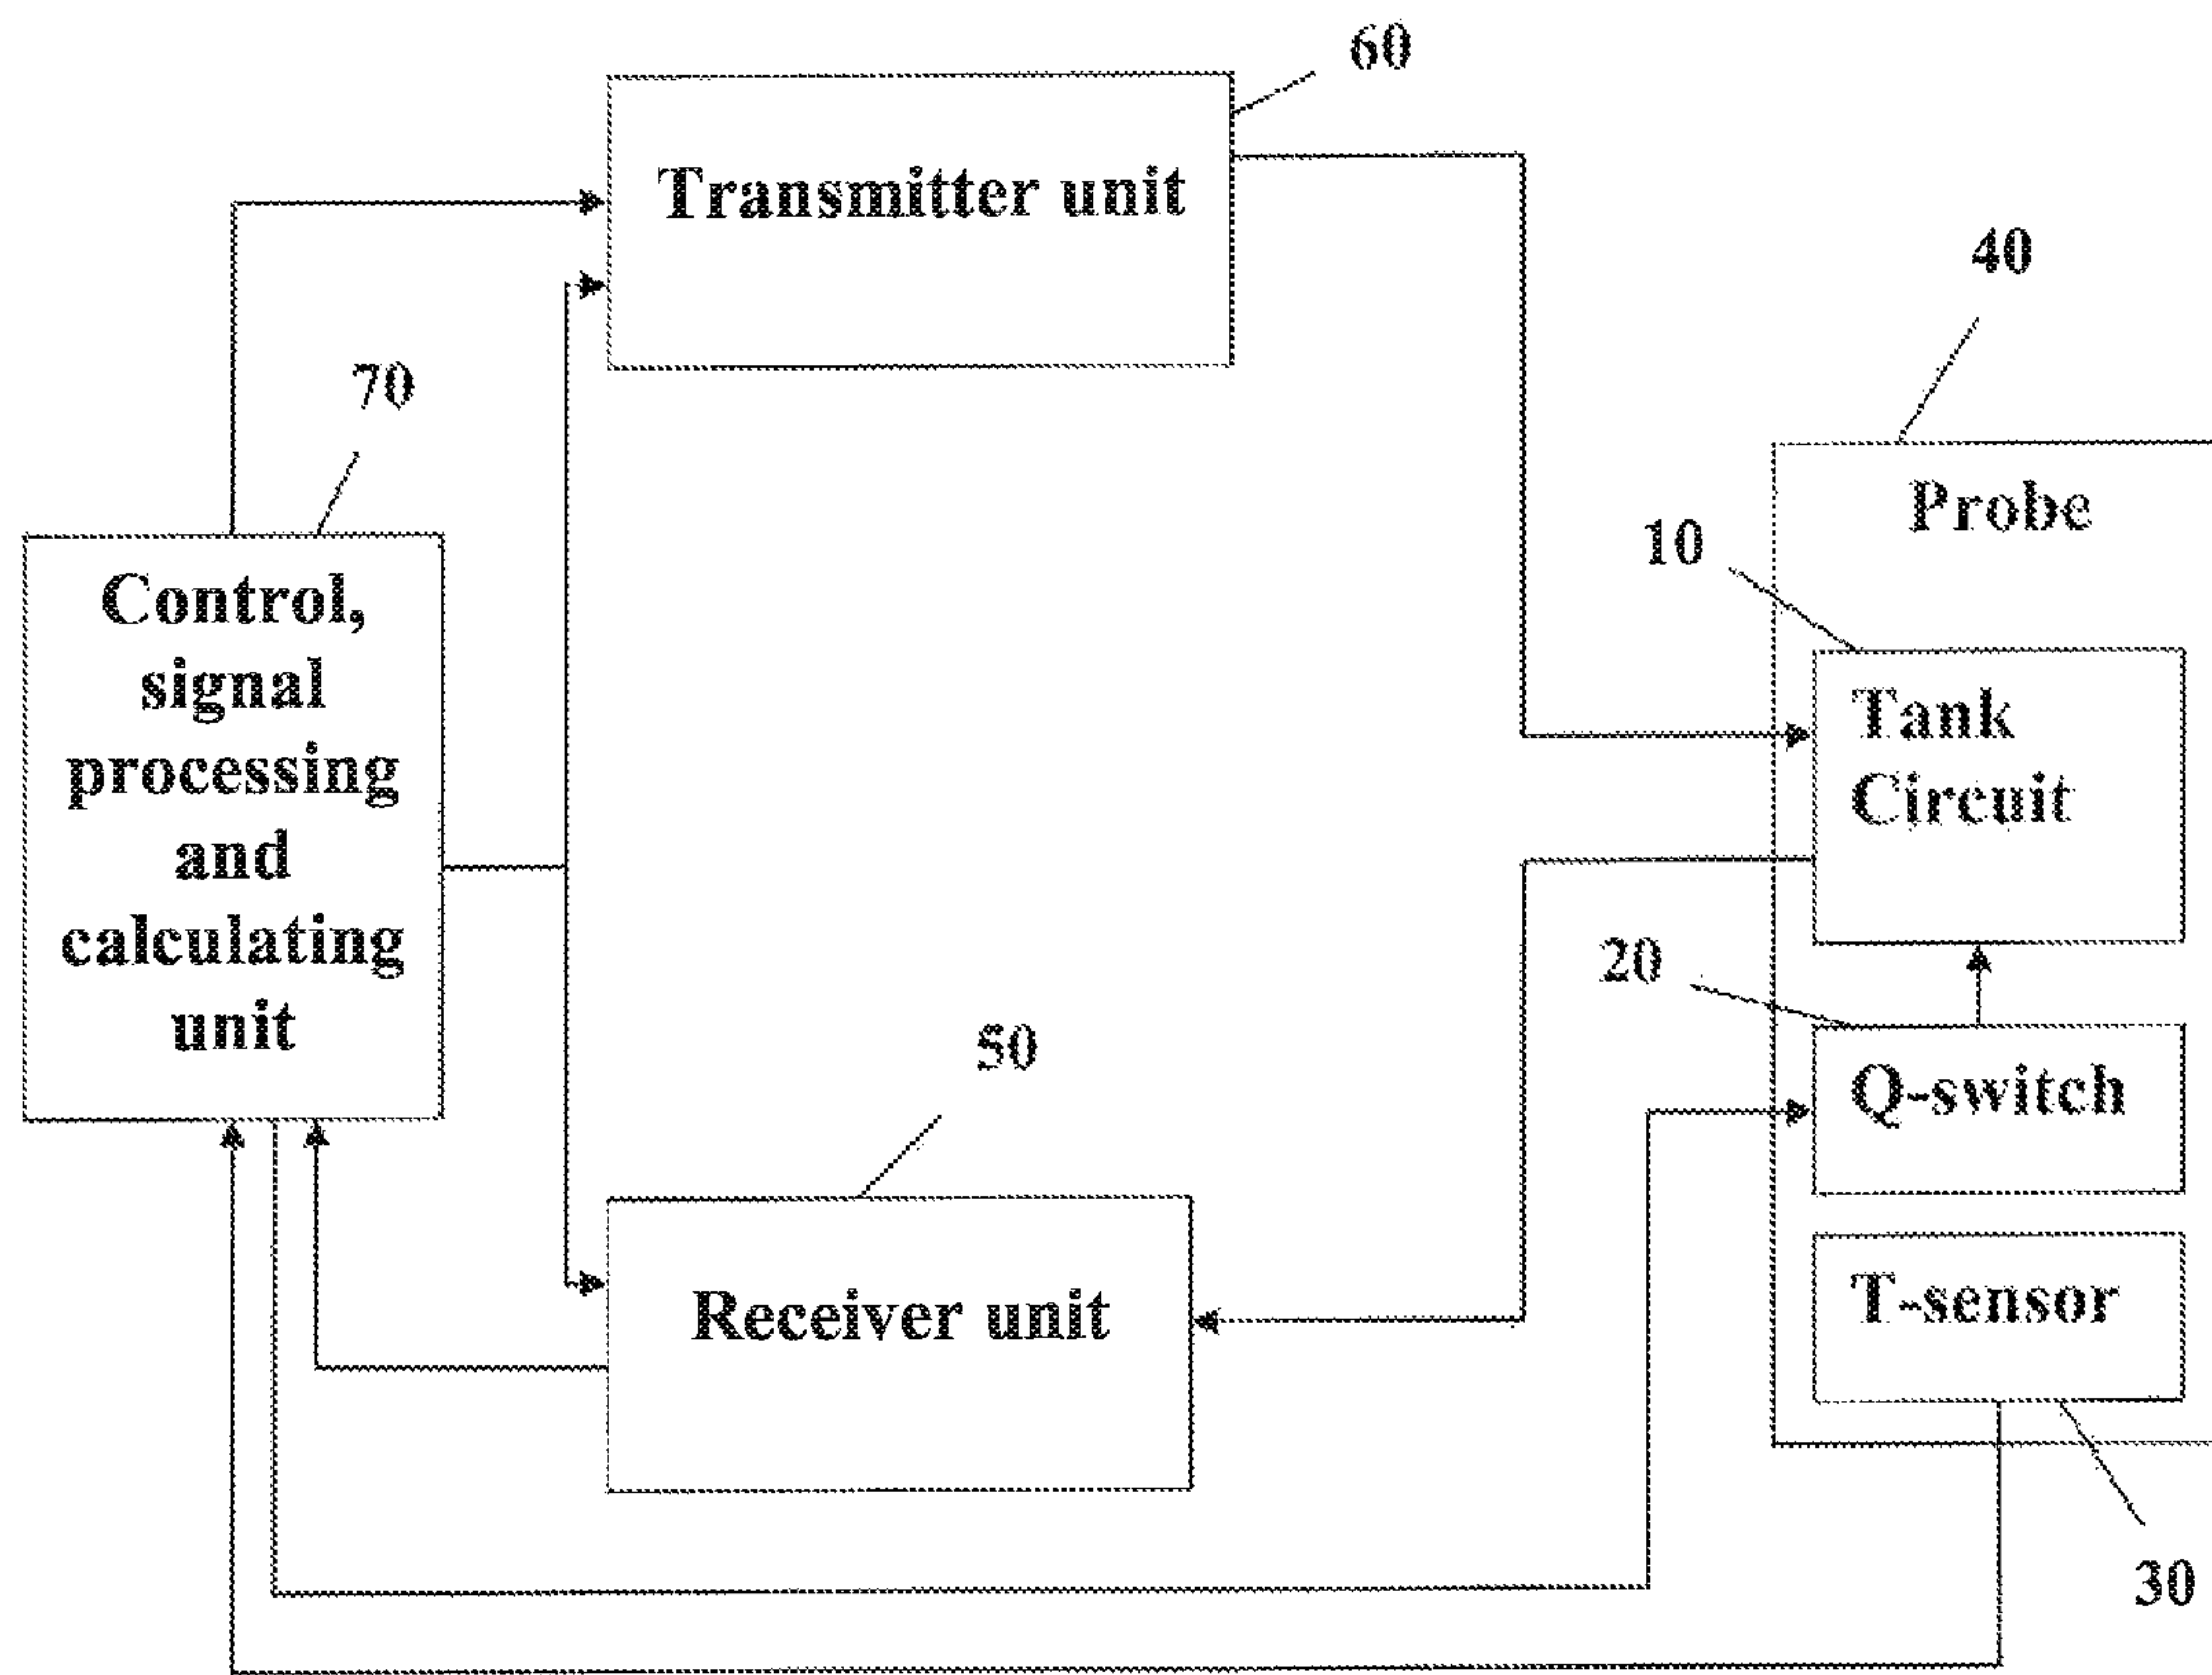 60
Transmitter unit
40
70
Probe
10
Control,
signal
processing
and
calculating
unit
Tank
Circuit
20
Q-switch
50
Receiver unit
T-sensor
30